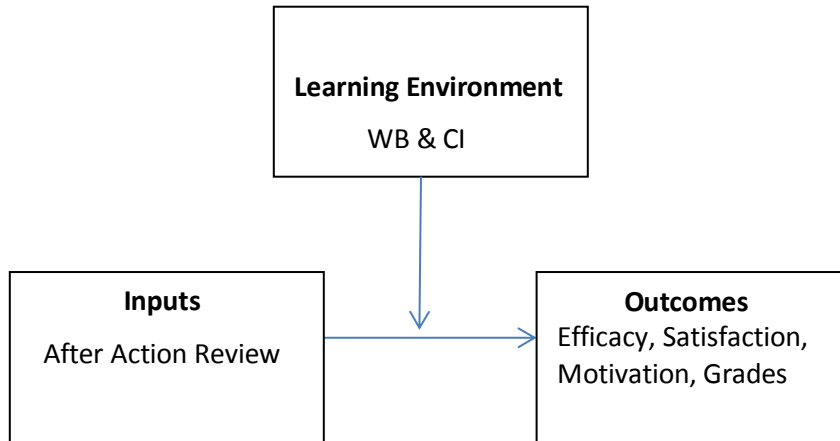 Learning Environment
WB & CI
Inputs
After Action Review
Outcomes
Efficacy, Satisfaction,
Motivation, Grades